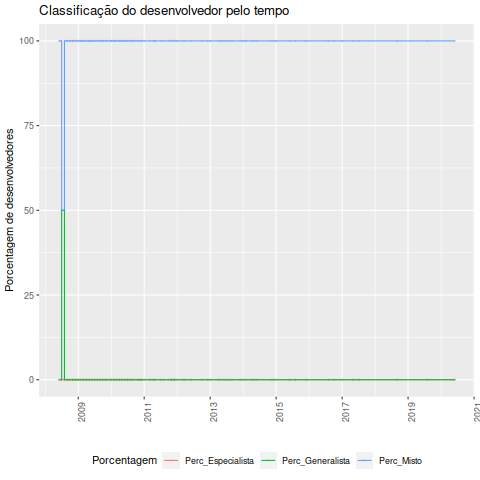 Classificação do desenvolvedor pelo tempo
Porcentagem de desenvolvedores
100
75
50
25
0
2009
2011
2013
2015
2017
2019
2021
Porcentagem
Perc_Especialista
Perc_Generalista
Perc_Misto